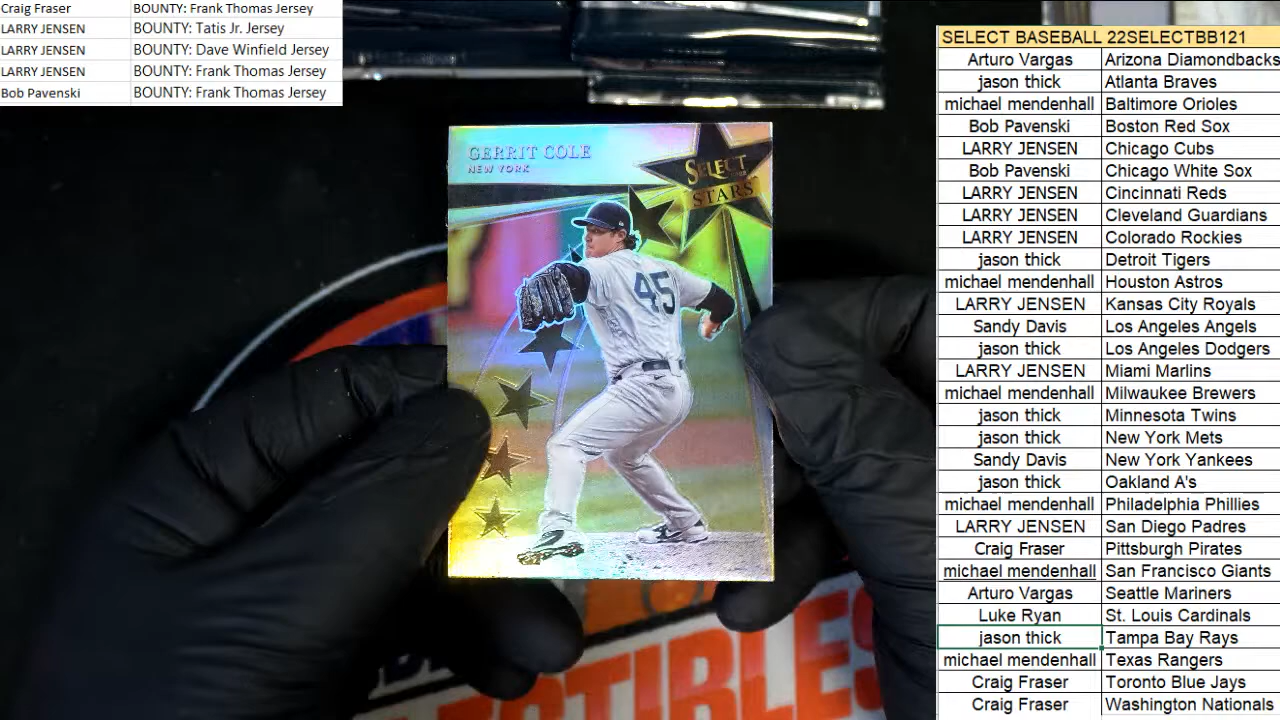 Craig Fraser BOUNTY: Frank Thomas Jersey
LARRY JENSEN BOUNTY: Tatis Jr. Jersey
LARRY JENSEN BOUNTY: Dave Winfield Jersey
LARRY JENSEN BOUNTY: Frank Thomas Jersey
Bob Pavenski BOUNTY: Frank Thomas Jersey
GERRIT COLE
NEW YORK
SELECT
STARS
45
SELECT BASEBALL 22SELECTBB121
Arturo Vargas Arizona Diamondbacks
jason thick Atlanta Braves
michael mendenhall Baltimore Orioles
Bob Pavenski Boston Red Sox
LARRY JENSEN Chicago Cubs
Bob Pavenski Chicago White Sox
LARRY JENSEN Cincinnati Reds
LARRY JENSEN Cleveland Guardians
LARRY JENSEN Colorado Rockies
jason thick Detroit Tigers
michael mendenhall Houston Astros
LARRY JENSEN Kansas City Royals
Sandy Davis Los Angeles Angels
jason thick Los Angeles Dodgers
LARRY JENSEN Miami Marlins
michael mendenhall Milwaukee Brewers
jason thick Minnesota Twins
jason thick New York Mets
Sandy Davis New York Yankees
jason thick Oakland A's
michael mendenhall Philadelphia Phillies
LARRY JENSEN San Diego Padres
Craig Fraser Pittsburgh Pirates
michael mendenhall San Francisco Giants
Arturo Vargas Seattle Mariners
Luke Ryan St. Louis Cardinals
jason thick Tampa Bay Rays
michael mendenhall Texas Rangers
Craig Fraser Toronto Blue Jays
Craig Fraser Washington Nationals